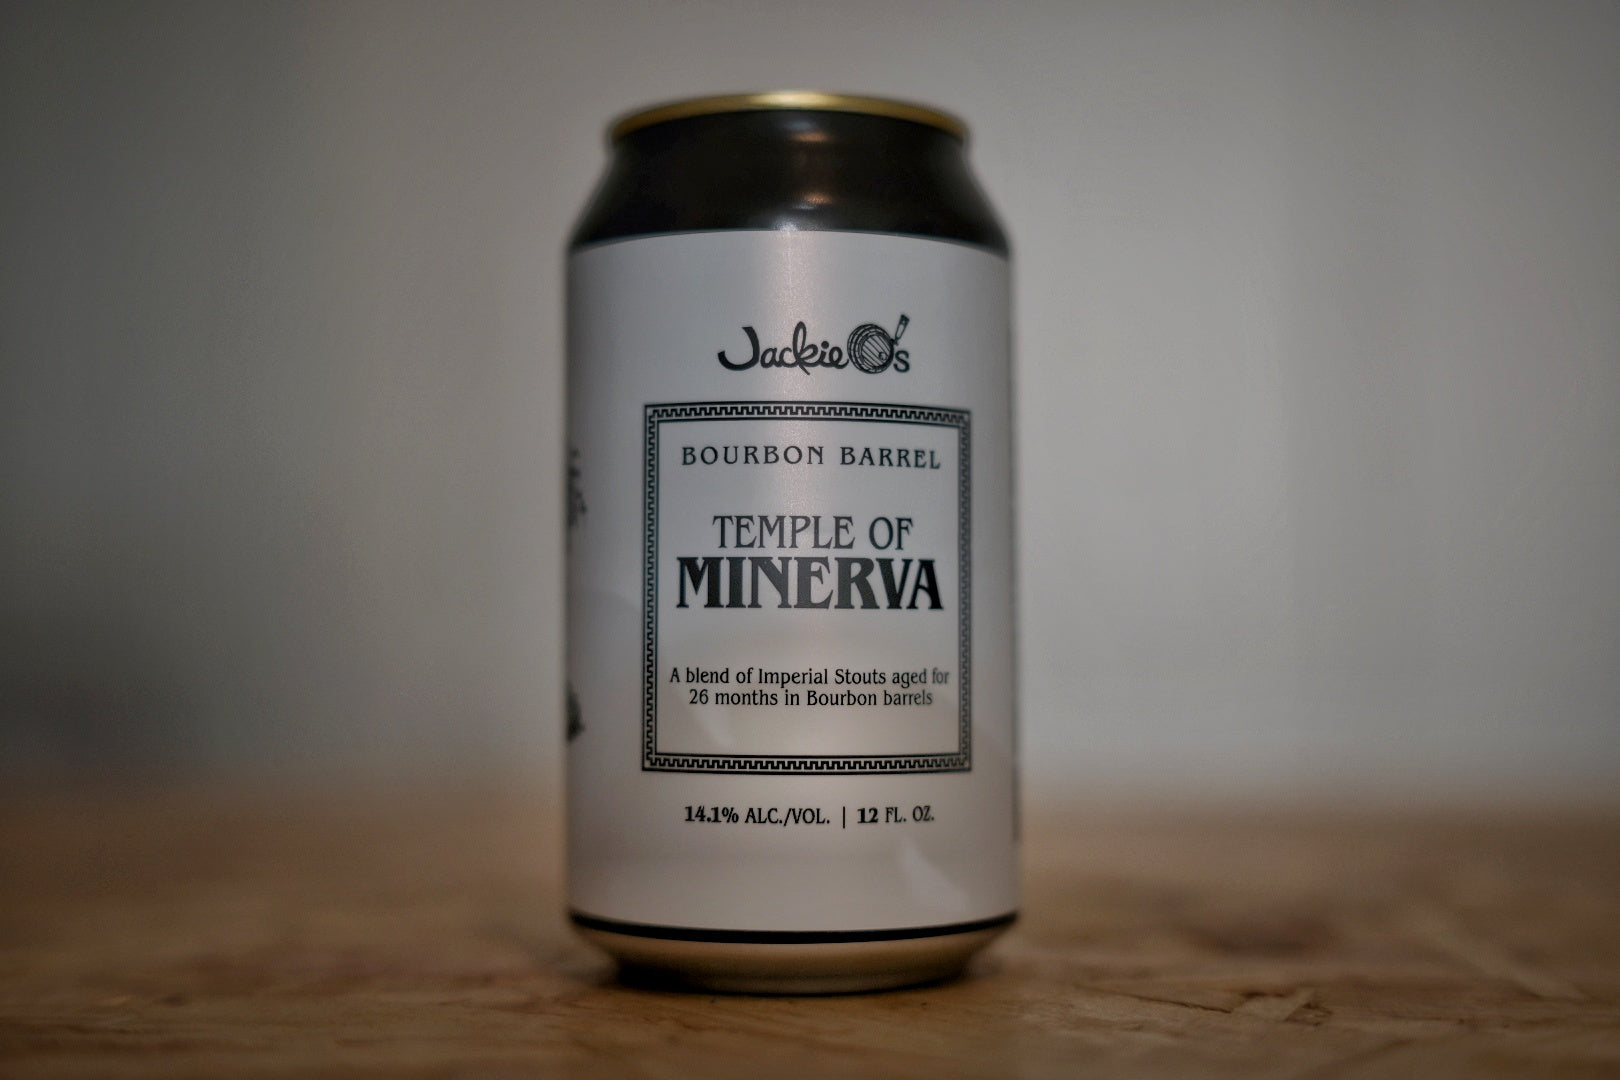 Jackie O's
BOURBON BARREL
TEMPLE OF
MINERVA
A blend of Imperial Stouts aged for
26 months in Bourbon barrels
14.1% ALC./VOL. | 12 FL. OZ.